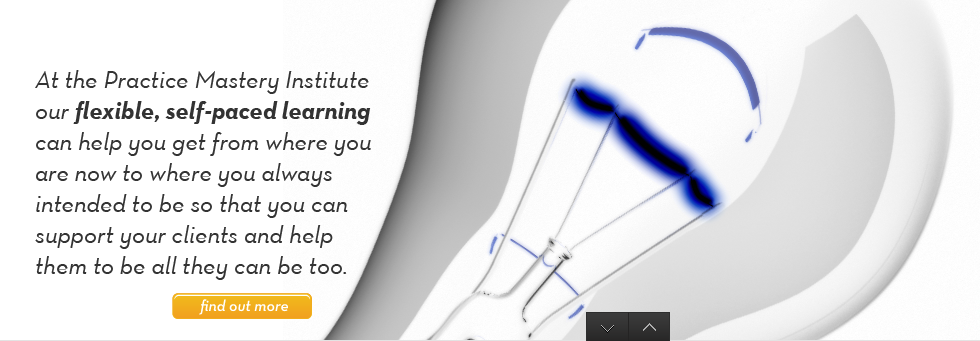 At the Practice Mastery Institute
our flexible, self-paced learning
can help you get from where you
are now to where you always
intended to be so that you can
support your clients and help
them to be all they can be too.
find out more